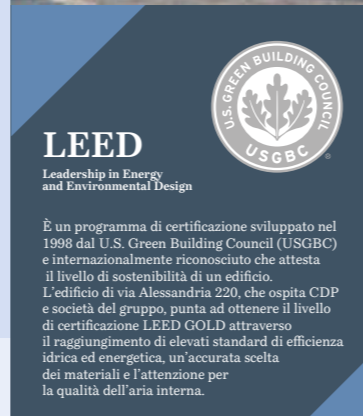 U.S. GREEN BUILDING COUNCIL
USGBC
®
LEED
Leadership in Energy
and Environmental Design
È un programma di certificazione sviluppato nel
1998 dal U.S. Green Building Council (USGBC)
e internazionalmente riconosciuto che attesta
il livello di sostenibilità di un edificio.
L'edificio di via Alessandria 220, che ospita CDP
e società del gruppo, punta ad ottenere il livello
di certificazione LEED GOLD attraverso
il raggiungimento di elevati standard di efficienza
idrica ed energetica, un'accurata scelta
dei materiali e l'attenzione per
la qualità dell'aria interna.